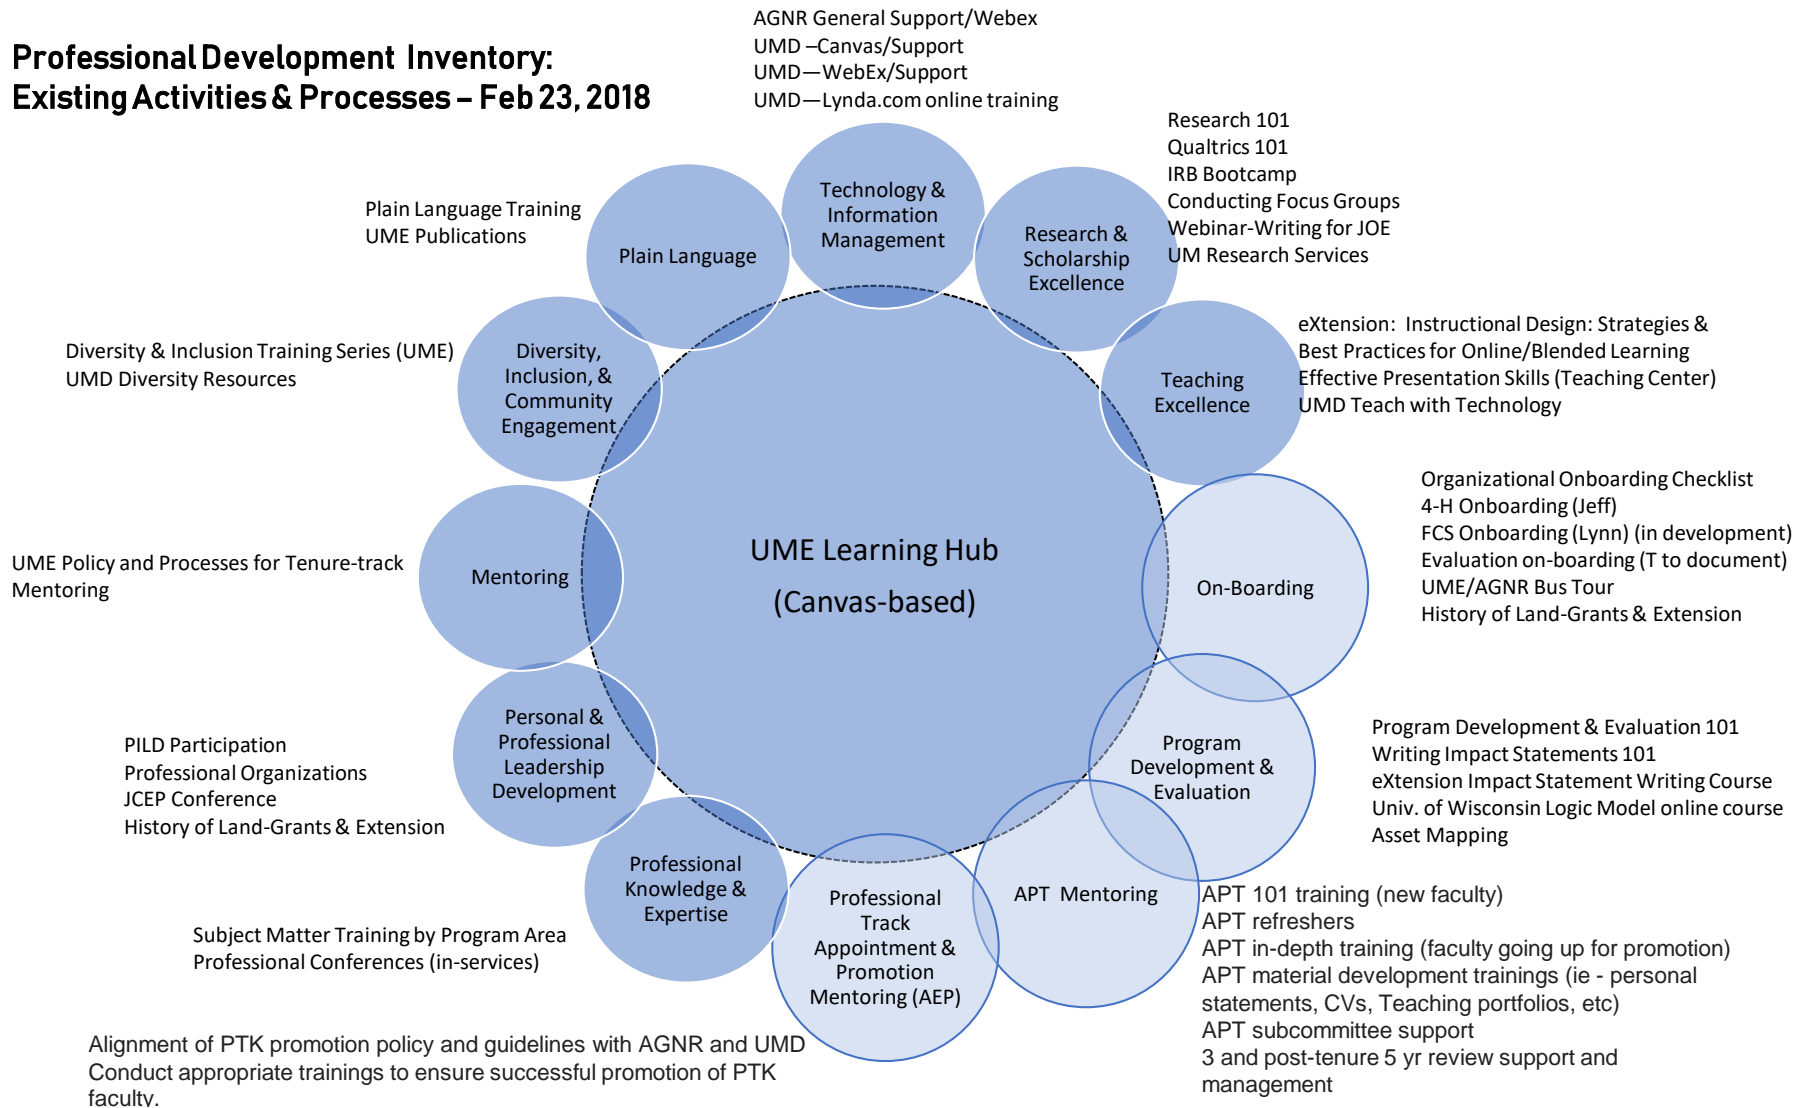 Professional Development Inventory:
Existing Activities & Processes – Feb 23, 2018
AGNR General Support/Webex
UMD –Canvas/Support
UMD—WebEx/Support
UMD—Lynda.com online training
Technology &
Information
Management
Research 101
Qualtrics 101
IRB Bootcamp
Conducting Focus Groups
Webinar-Writing for JOE
UM Research Services
Research &
Scholarship
Excellence
eXtension: Instructional Design: Strategies &
Best Practices for Online/Blended Learning
Effective Presentation Skills (Teaching Center)
UMD Teach with Technology
Teaching
Excellence
Organizational Onboarding Checklist
4-H Onboarding (Jeff)
FCS Onboarding (Lynn) (in development)
Evaluation on-boarding (T to document)
UME/AGNR Bus Tour
History of Land-Grants & Extension
On-Boarding
Program Development & Evaluation 101
Writing Impact Statements 101
eXtension Impact Statement Writing Course
Univ. of Wisconsin Logic Model online course
Asset Mapping
Program
Development &
Evaluation
APT 101 training (new faculty)
APT refreshers
APT in-depth training (faculty going up for promotion)
APT material development trainings (ie - personal
statements, CVs, Teaching portfolios, etc)
APT subcommittee support
3 and post-tenure 5 yr review support and
management
APT Mentoring
Professional
Track
Appointment &
Promotion
Mentoring (AEP)
Alignment of PTK promotion policy and guidelines with AGNR and UMD
Conduct appropriate trainings to ensure successful promotion of PTK
faculty.
Professional
Knowledge &
Expertise
Subject Matter Training by Program Area
Professional Conferences (in-services)
Personal &
Professional
Leadership
Development
PILD Participation
Professional Organizations
JCEP Conference
History of Land-Grants & Extension
Mentoring
UME Policy and Processes for Tenure-track
Mentoring
Diversity,
Inclusion, &
Community
Engagement
Diversity & Inclusion Training Series (UME)
UMD Diversity Resources
Plain Language
Plain Language Training
UME Publications
UME Learning Hub
(Canvas-based)